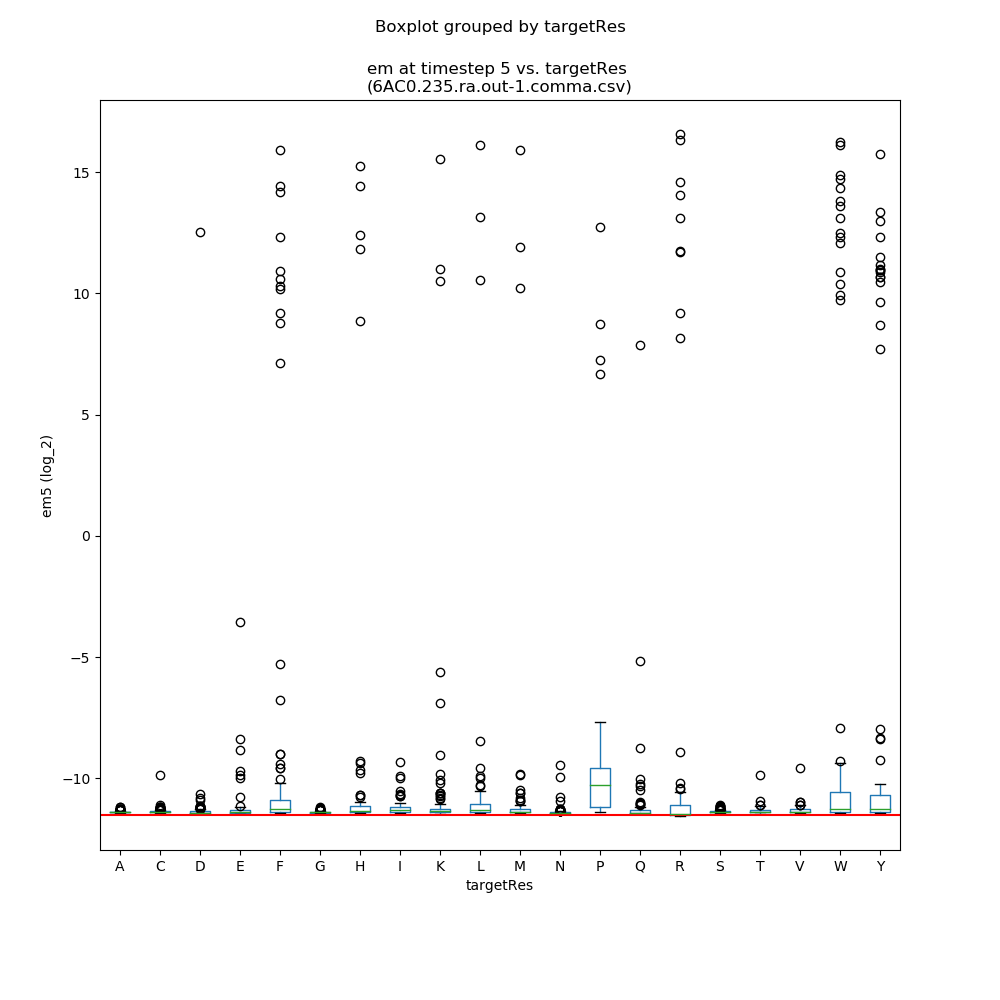 Boxplot grouped by targetRes
em at timestep 5 vs. targetRes
(6AC0.235.ra.out-1.comma.csv)
15
10
5
0
−5
−10
em5 (log_2)
A C D E F G H I K L M N P Q R S T V W Y
targetRes